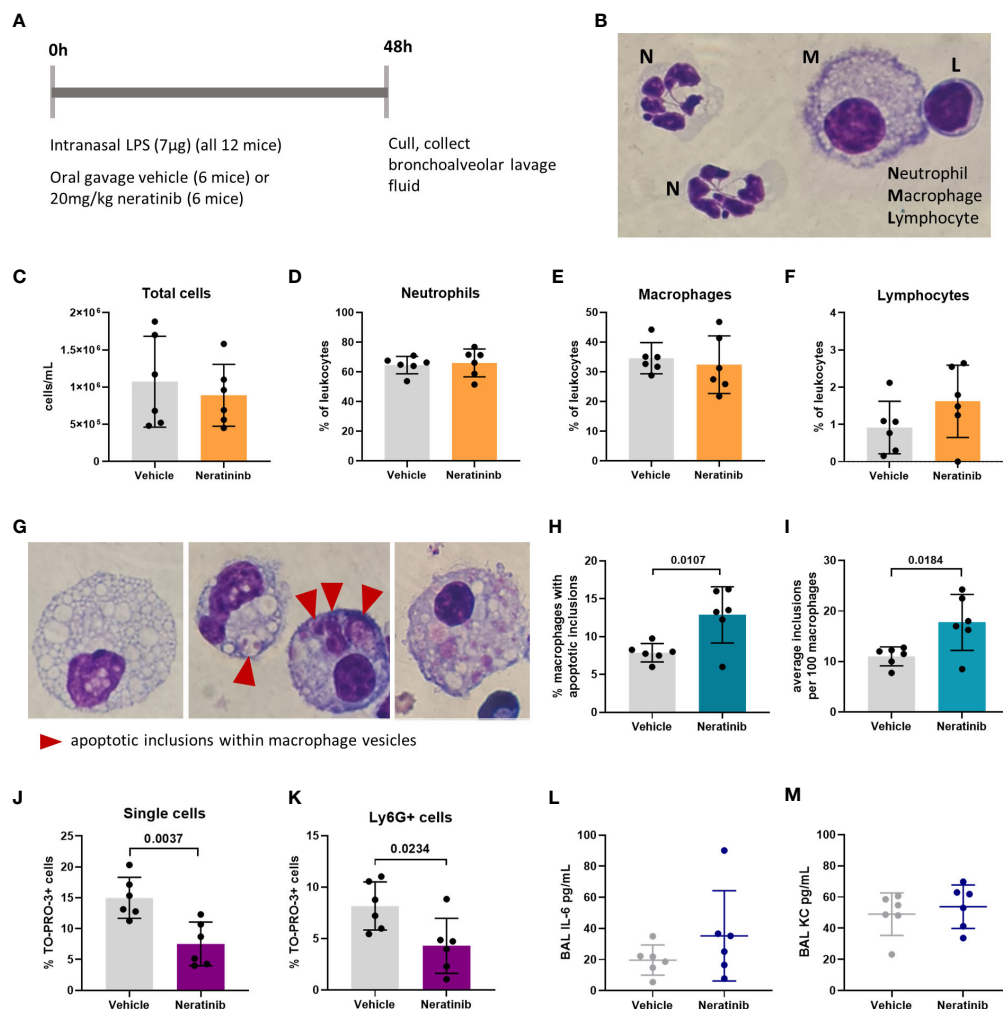 A
0h
48h
Intranasal LPS (7µg) (all 12 mice)
Oral gavage vehicle (6 mice) or
20mg/kg neratinib (6 mice)
Cull, collect
bronchoalveolar lavage
fluid
B
N
M
L
N
Neutrophil
Macrophage
Lymphocyte
C
Total cells
cells/mL
2×10⁶
1.5×10⁶
1×10⁶
5×10⁵
0
Vehicle
Neratininb
D
Neutrophils
% of leukocytes
100
80
60
40
20
0
Vehicle
Neratinib
E
Macrophages
% of leukocytes
50
40
30
20
10
0
Vehicle
Neratinib
F
Lymphocytes
% of leukocytes
4
3
2
1
0
Vehicle
Neratinib
G
apoptotic inclusions within macrophage vesicles
H
% macrophages with
apoptotic inclusions
20
15
10
5
0
0.0107
Vehicle
Neratinib
I
average inclusions
per 100 macrophages
30
20
10
0
0.0184
Vehicle
Neratinib
J
Single cells
% TO-PRO-3+ cells
25
20
15
10
5
0
0.0037
Vehicle
Neratinib
K
Ly6G+ cells
% TO-PRO-3+ cells
15
10
5
0
0.0234
Vehicle
Neratinib
L
BAL IL-6 pg/mL
100
80
60
40
20
0
Vehicle
Neratinib
M
BAL KC pg/mL
100
80
60
40
20
0
Vehicle
Neratinib